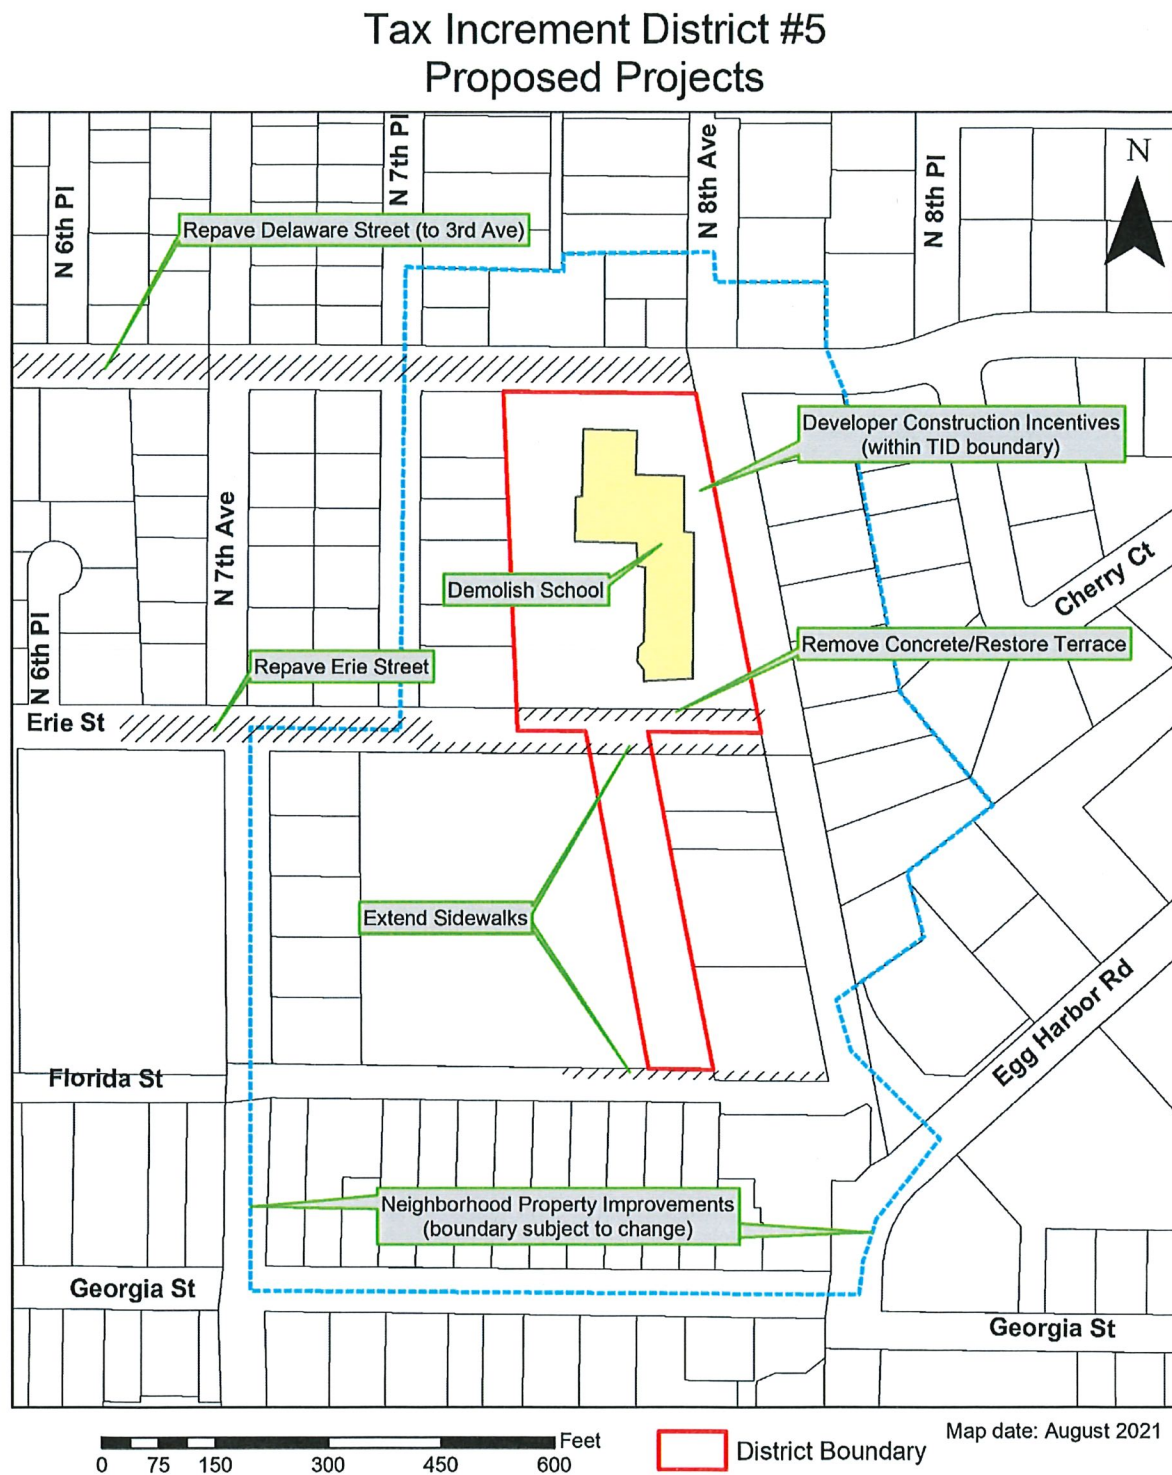 Tax Increment District #5
Proposed Projects
N 6th Pl
N 7th Pl
N 8th Ave
N 8th Pl
N
Repave Delaware Street (to 3rd Ave)
Developer Construction Incentives
(within TID boundary)
N 7th Ave
Demolish School
Cherry Ct
N 6th Pl
Remove Concrete/Restore Terrace
Repave Erie Street
Erie St
Extend Sidewalks
Egg Harbor Rd
Florida St
Neighborhood Property Improvements
(boundary subject to change)
Georgia St
Georgia St
Feet
0 75 150 300 450 600
District Boundary
Map date: August 2021